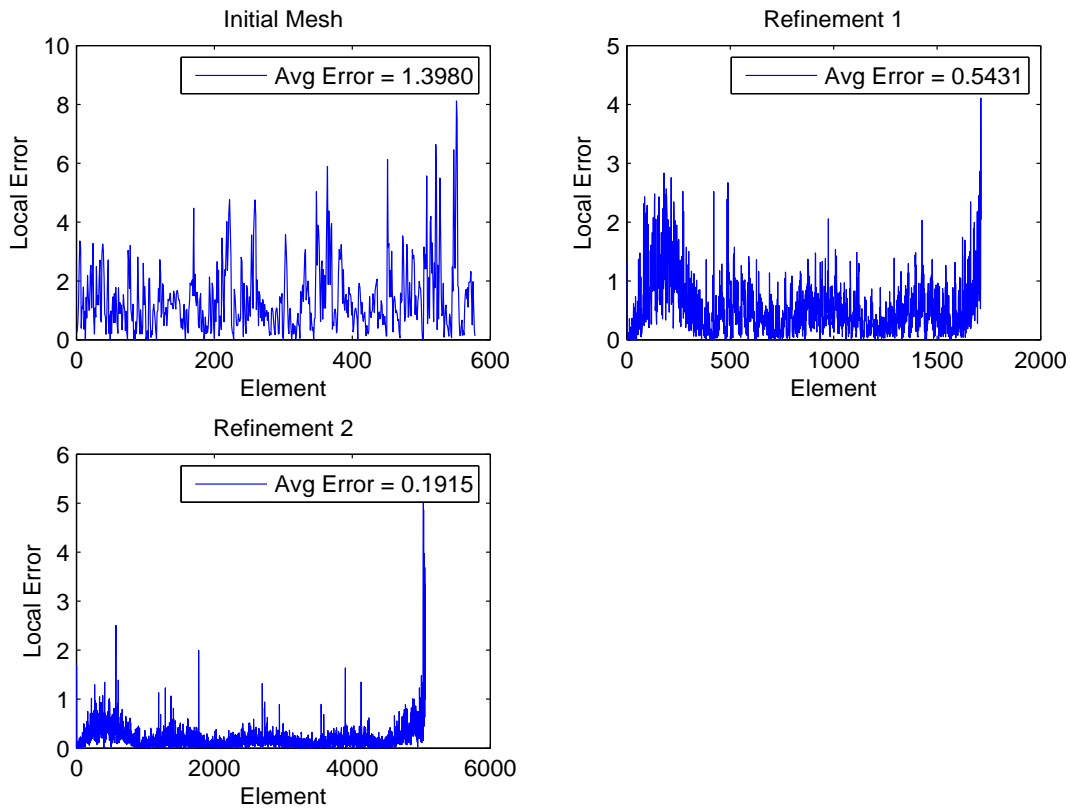 Initial Mesh
Avg Error = 1.3980
10
8
6
4
2
0
Local Error
0
200
400
600
Element
Refinement 1
Avg Error = 0.5431
5
4
3
2
1
0
Local Error
0
500
1000
1500
2000
Element
Refinement 2
Avg Error = 0.1915
6
5
4
3
2
1
0
Local Error
0
2000
4000
6000
Element